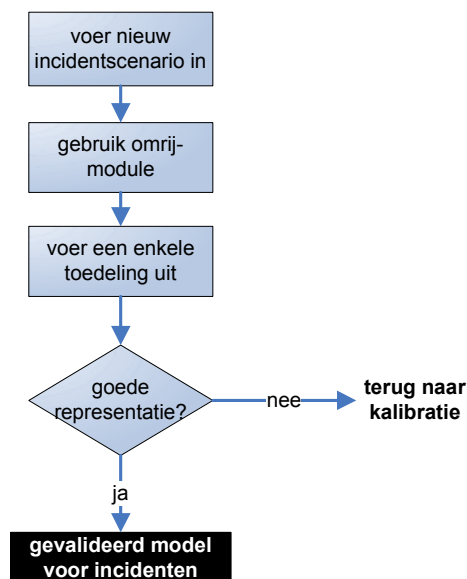 voer nieuw
incidentscenario in
gebruik omrij-
module
voer een enkele
toedeling uit
goede
representatie?
nee
terug naar
kalibratie
ja
gevalideerd model
voor incidenten